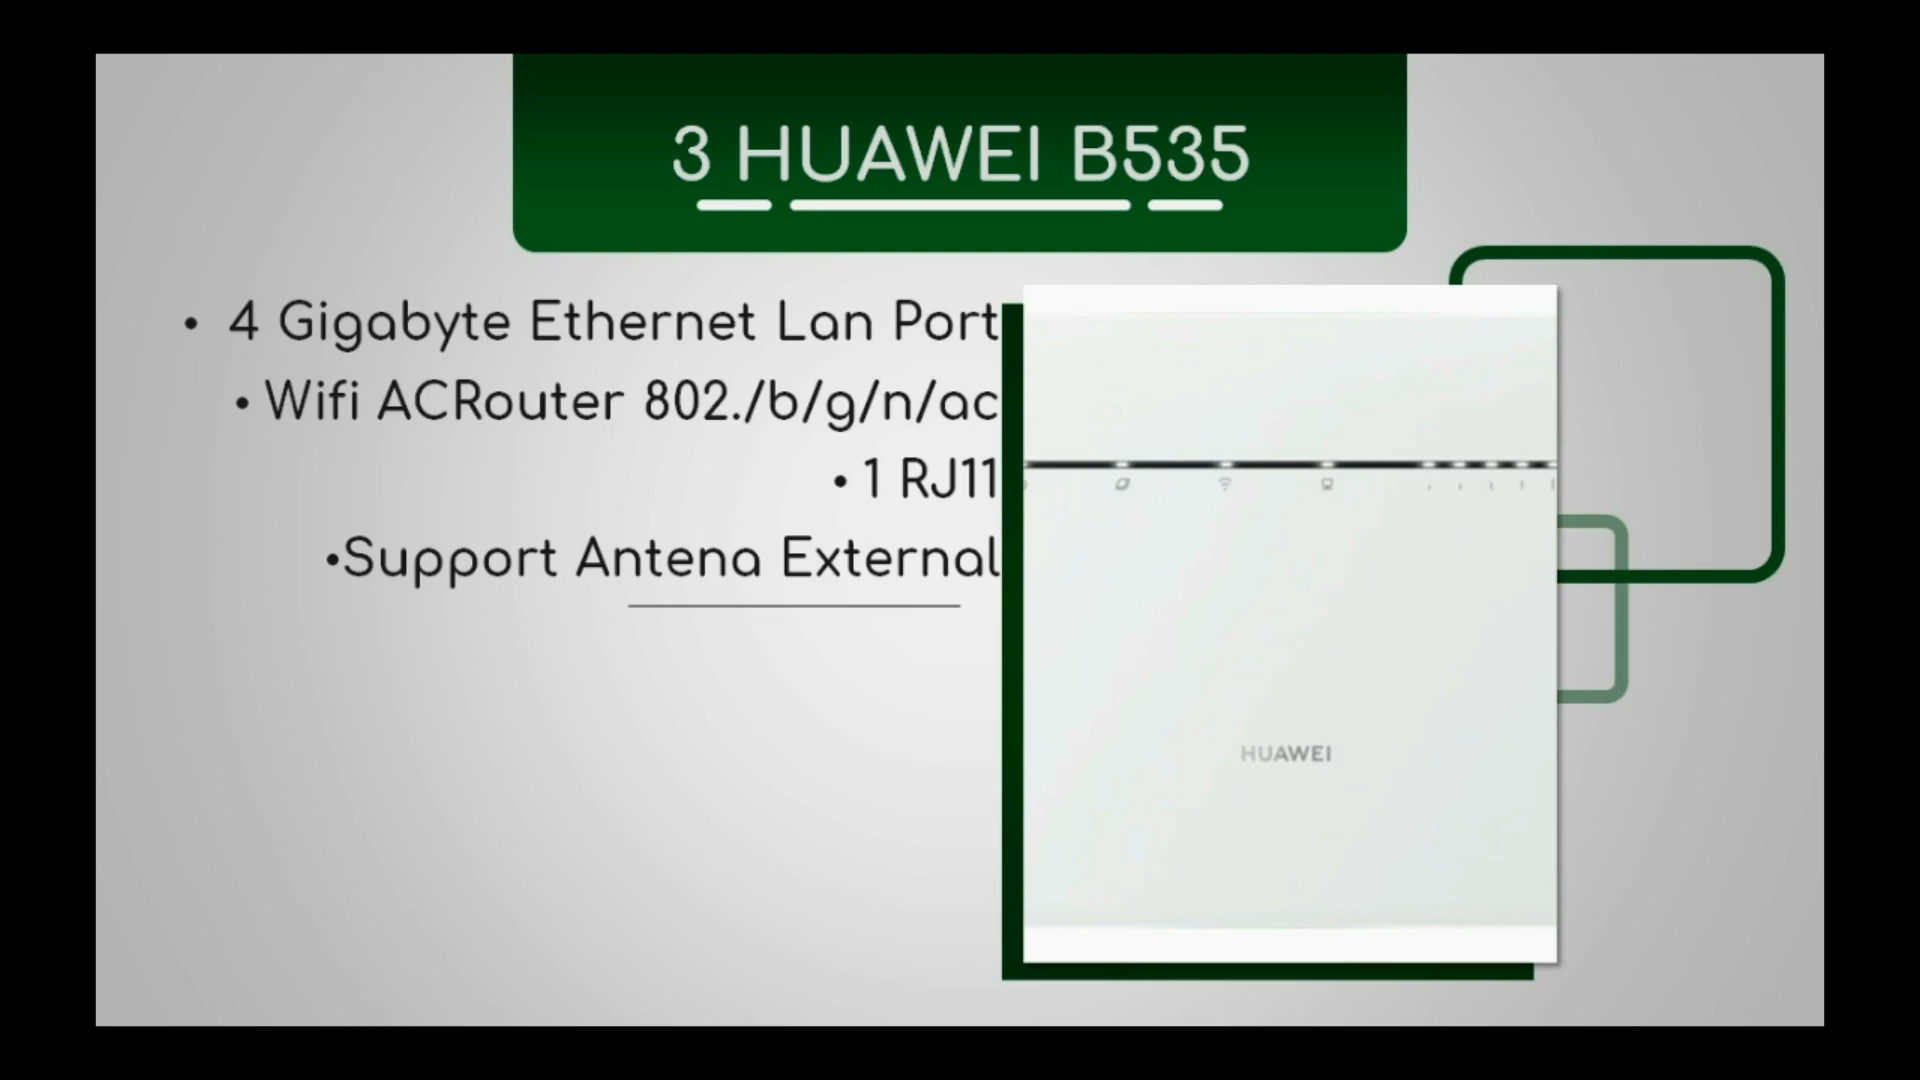 3 HUAWEI B535
• 4 Gigabyte Ethernet Lan Port
• Wifi ACRouter 802./b/g/n/ac
• 1 RJ11
•Support Antena External
HUAWEI